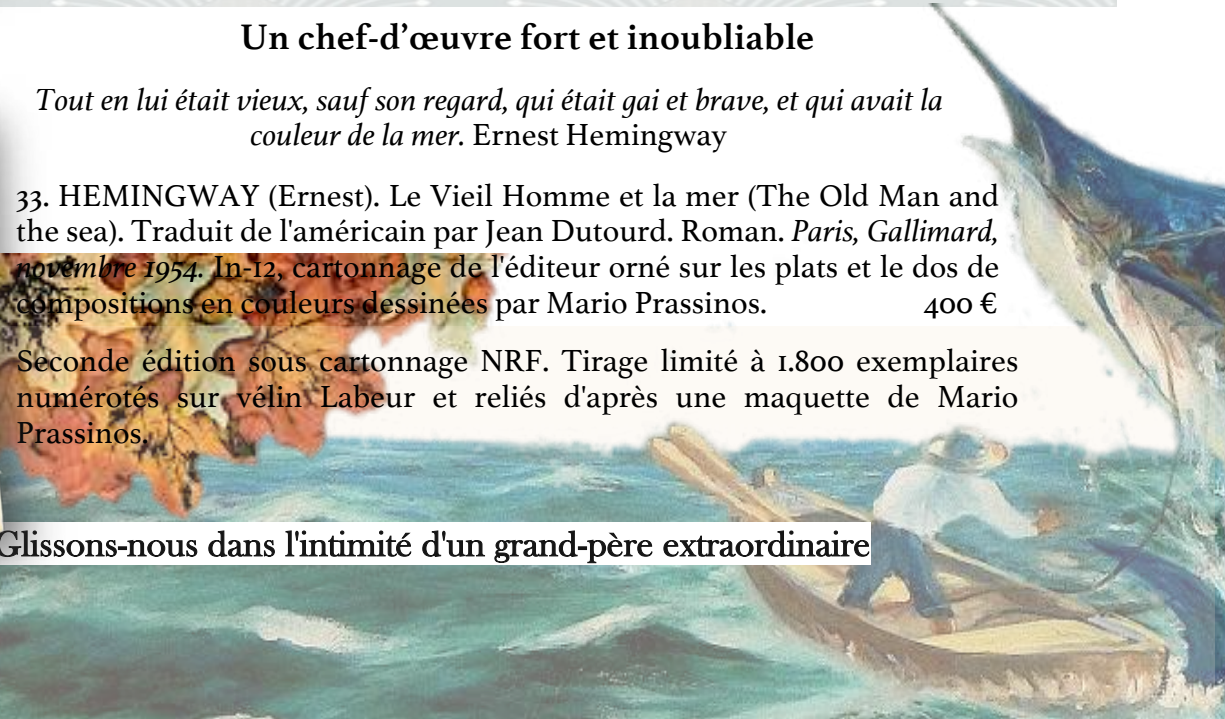 Un chef-d’œuvre fort et inoubliable
Tout en lui était vieux, sauf son regard, qui était gai et brave, et qui avait la
couleur de la mer. Ernest Hemingway
33. HEMINGWAY (Ernest). Le Vieil Homme et la mer (The Old Man and
the sea). Traduit de l'américain par Jean Dutourd. Roman. Paris, Gallimard,
novembre 1954. In-12, cartonnage de l'éditeur orné sur les plats et le dos de
compositions en couleurs dessinées par Mario Prassinos. 400 €
Seconde édition sous cartonnage NRF. Tirage limité à 1.800 exemplaires
numérotés sur vélin Labeur et reliés d'après une maquette de Mario
Prassinos.
Glissons-nous dans l'intimité d'un grand-père extraordinaire